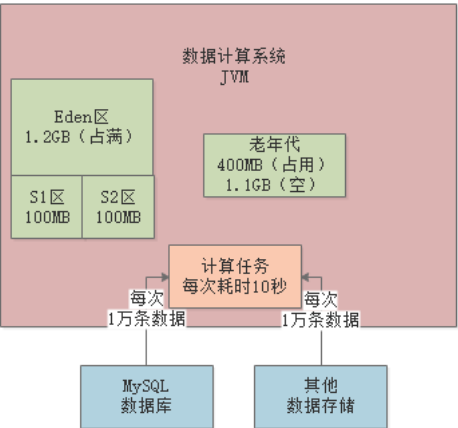 数据计算系统
JVM
Eden区
1.2GB（占满）
S1区
100MB
S2区
100MB
老年代
400MB（占用）
1.1GB（空）
计算任务
每次耗时10秒
每次
1万条数据
每次
1万条数据
MySQL
数据库
其他
数据存储